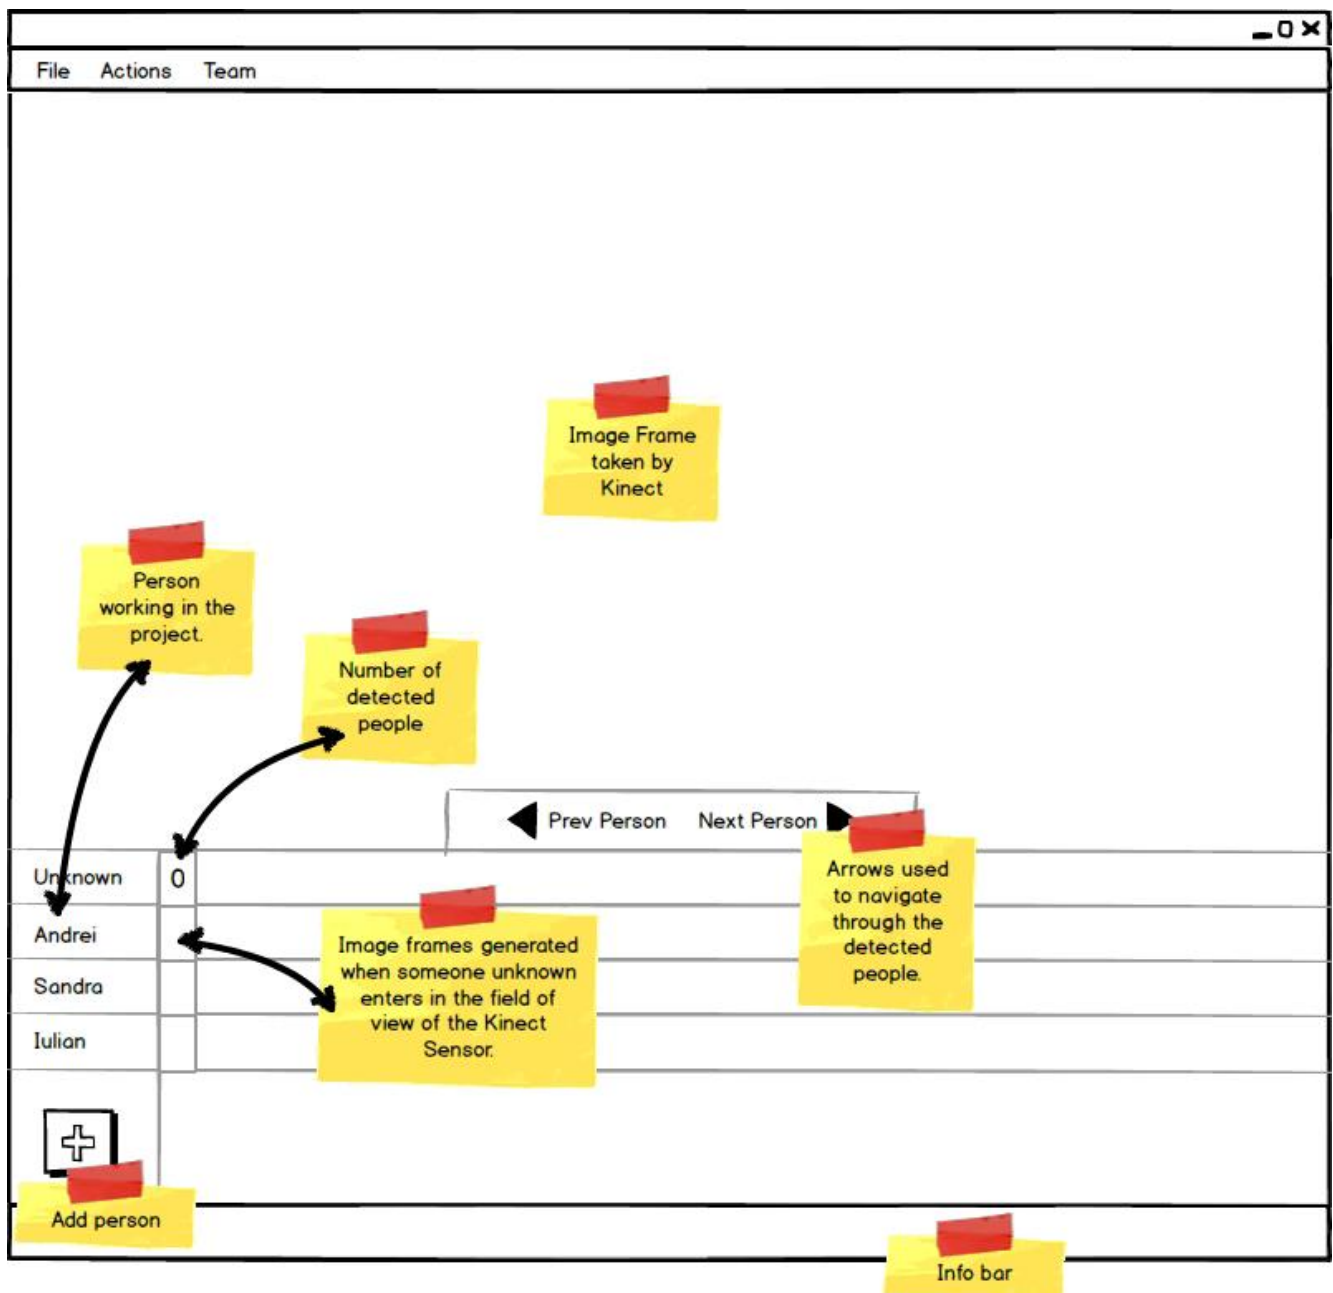 File Actions Team
Image Frame
taken by
Kinect
Person
working in the
project.
Number of
detected
people
Prev Person Next Person
Unknown 0
Andrei
Sandra
Iulian
Image frames generated
when someone unknown
enters in the field of
view of the Kinect
Sensor.
Arrows used
to navigate
through the
detected
people.
Add person
Info bar